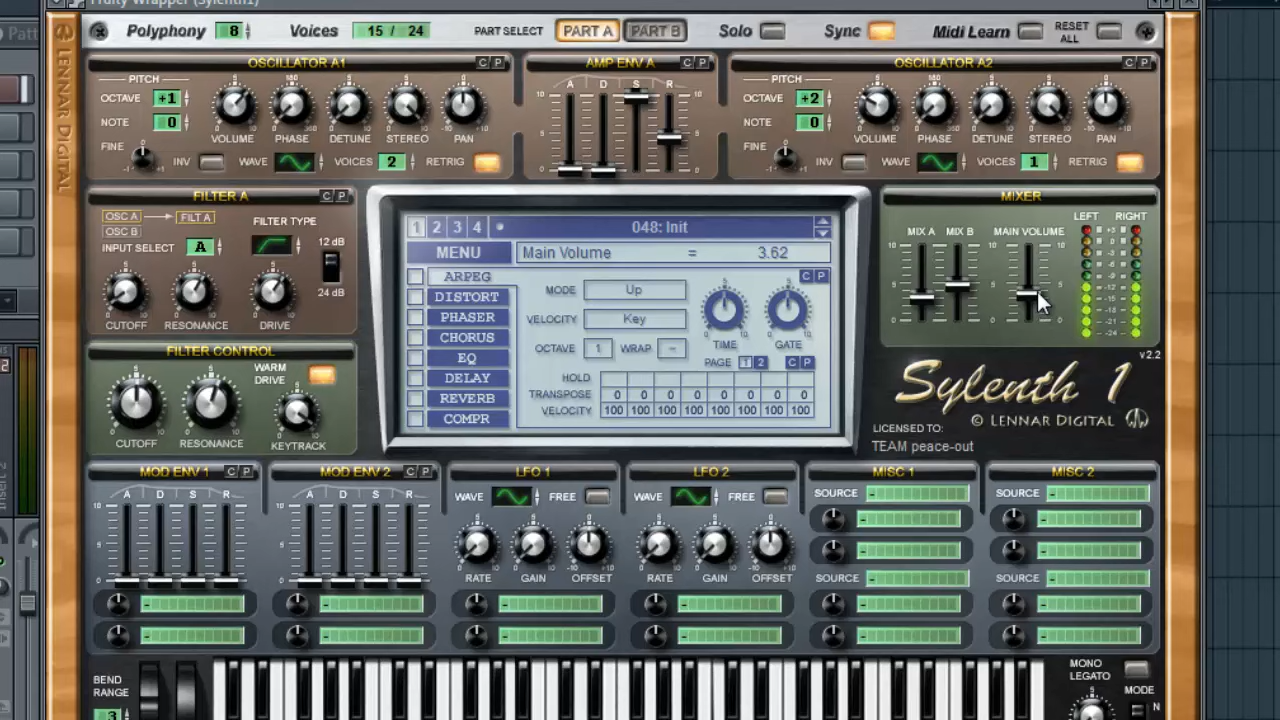 Fruity Wrapper (Sylenth1)
Polyphony 8 Voices 15 / 24 PART SELECT PART A PART B Solo Sync Midi Learn RESET ALL
LENNAR DIGITAL
OSCILLATOR A1 C P
PITCH
OCTAVE +1
NOTE 0
FINE
VOLUME PHASE DETUNE STEREO PAN
INV WAVE VOICES 2 RETRIG
AMP ENV A C P
A D S R
OSCILLATOR A2 C P
PITCH
OCTAVE +2
NOTE 0
FINE
VOLUME PHASE DETUNE STEREO PAN
INV WAVE VOICES 1 RETRIG
FILTER A C P
OSC A FILT A
OSC B
FILTER TYPE
INPUT SELECT A
12 dB
24 dB
CUTOFF RESONANCE DRIVE
FILTER CONTROL
WARM DRIVE
CUTOFF RESONANCE KEYTRACK
1 2 3 4 048: Init
MENU Main Volume = 3.62
ARPEG
DISTORT
PHASER
CHORUS
EQ
DELAY
REVERB
COMPR
C P
MODE Up
VELOCITY Key
OCTAVE 1 WRAP –
TIME GATE
PAGE 1 2 C P
HOLD
TRANSPOSE 0 0 0 0 0 0 0 0
VELOCITY 100 100 100 100 100 100 100 100
MIXER
LEFT RIGHT
MIX A MIX B MAIN VOLUME
v2.2
Sylenth 1
© LENNAR DIGITAL
LICENSED TO:
TEAM peace-out
MOD ENV 1 C P
A D S R
MOD ENV 2 C P
A D S R
LFO 1
WAVE FREE
RATE GAIN OFFSET
LFO 2
WAVE FREE
RATE GAIN OFFSET
MISC 1
SOURCE
SOURCE
MISC 2
SOURCE
SOURCE
BEND RANGE
3
MONO LEGATO
MODE
N